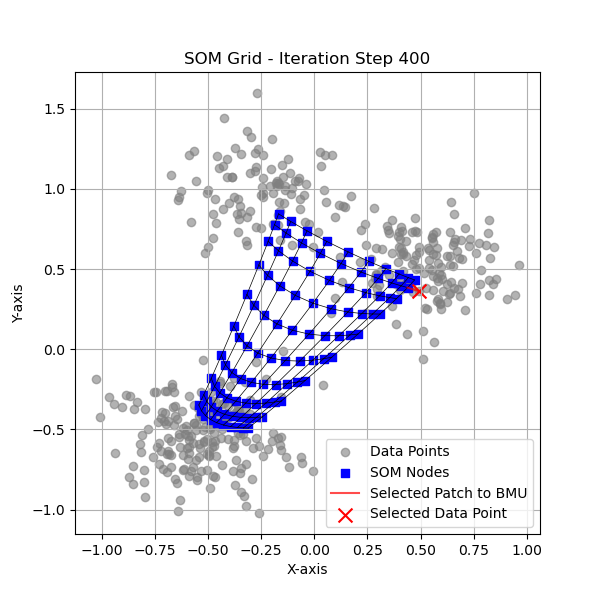 SOM Grid - Iteration Step 400
Y-axis
1.5
1.0
0.5
0.0
−0.5
−1.0
−1.00 −0.75 −0.50 −0.25 0.00 0.25 0.50 0.75 1.00
X-axis
Data Points
SOM Nodes
Selected Patch to BMU
Selected Data Point